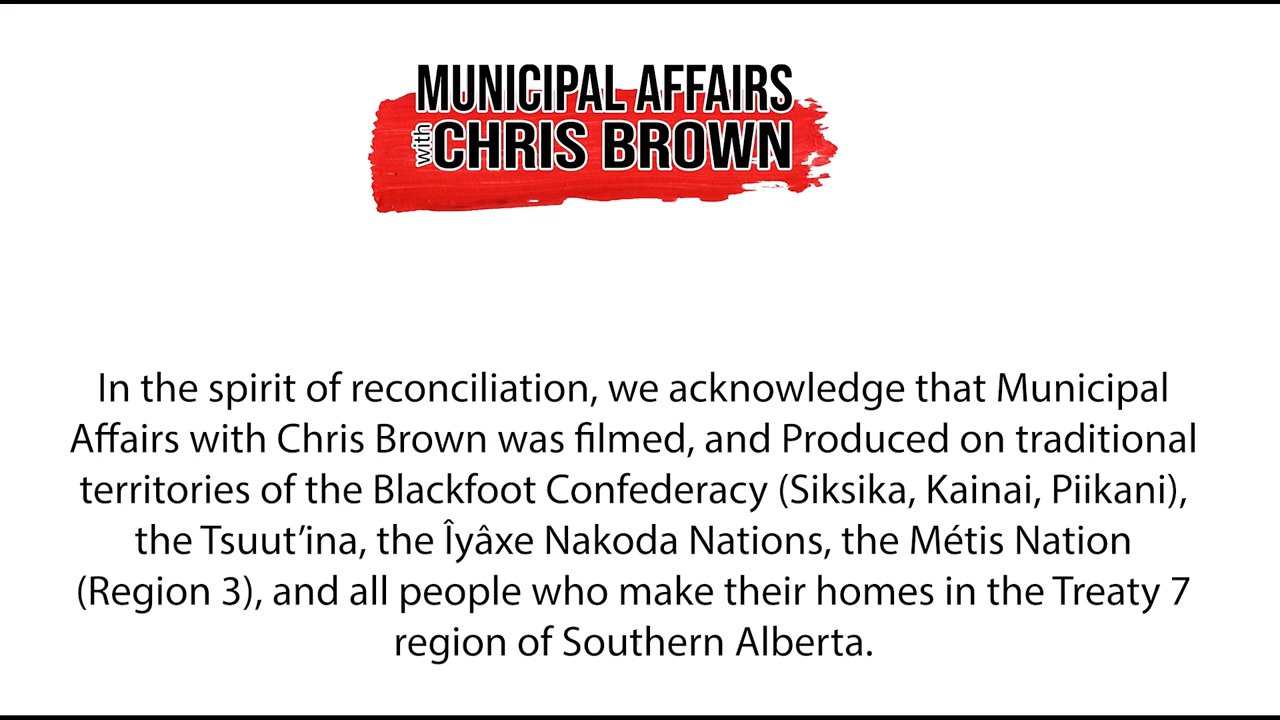 MUNICIPAL AFFAIRS
with CHRIS BROWN
In the spirit of reconciliation, we acknowledge that Municipal
Affairs with Chris Brown was filmed, and Produced on traditional
territories of the Blackfoot Confederacy (Siksika, Kainai, Piikani),
the Tsuut’ina, the Îyâxe Nakoda Nations, the Métis Nation
(Region 3), and all people who make their homes in the Treaty 7
region of Southern Alberta.